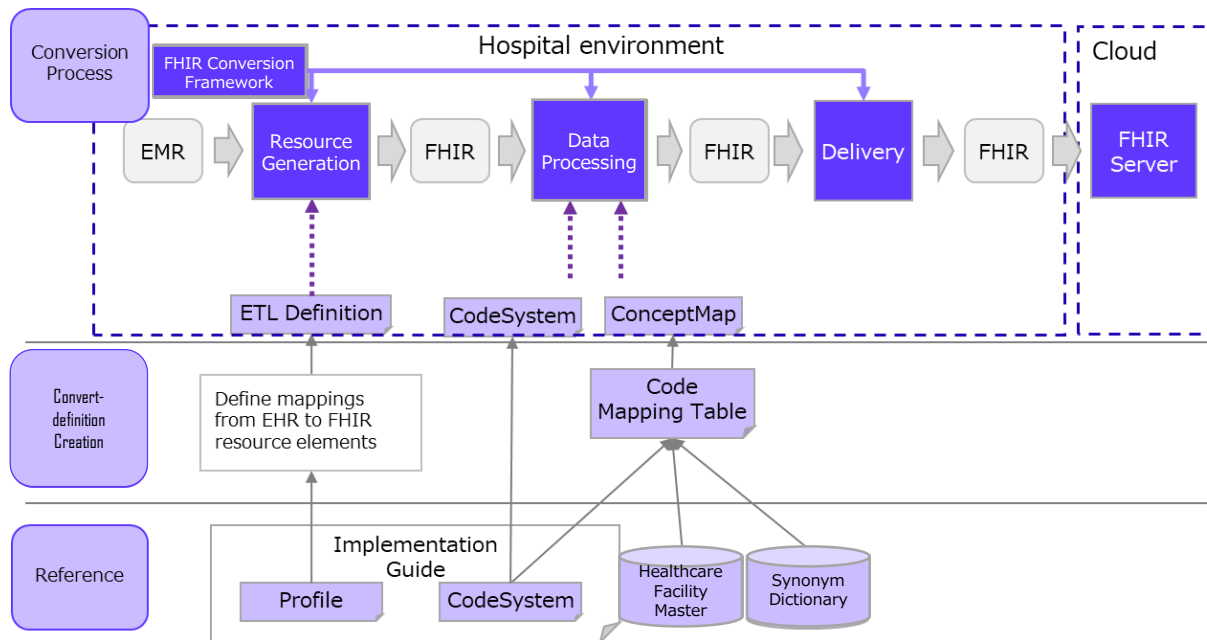 Conversion
Process
Hospital environment
Cloud
FHIR Conversion
Framework
EMR
Resource
Generation
FHIR
Data
Processing
FHIR
Delivery
FHIR
FHIR
Server
ETL Definition
CodeSystem
ConceptMap
Convert-
definition
Creation
Define mappings
from EHR to FHIR
resource elements
Code
Mapping Table
Reference
Implementation
Guide
Profile
CodeSystem
Healthcare
Facility
Master
Synonym
Dictionary